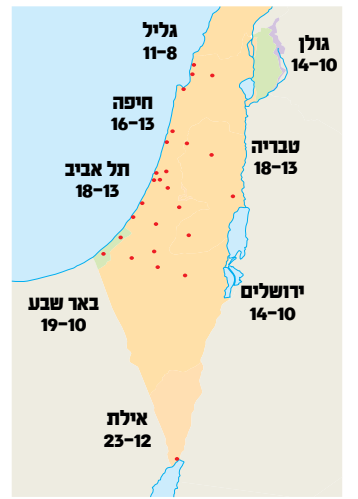 גליל
11–8
גולן
14–10
חיפה
16–13
טבריה
18–13
תל אביב
18–13
ירושלים
14–10
באר שבע
19–10
אילת
23–12